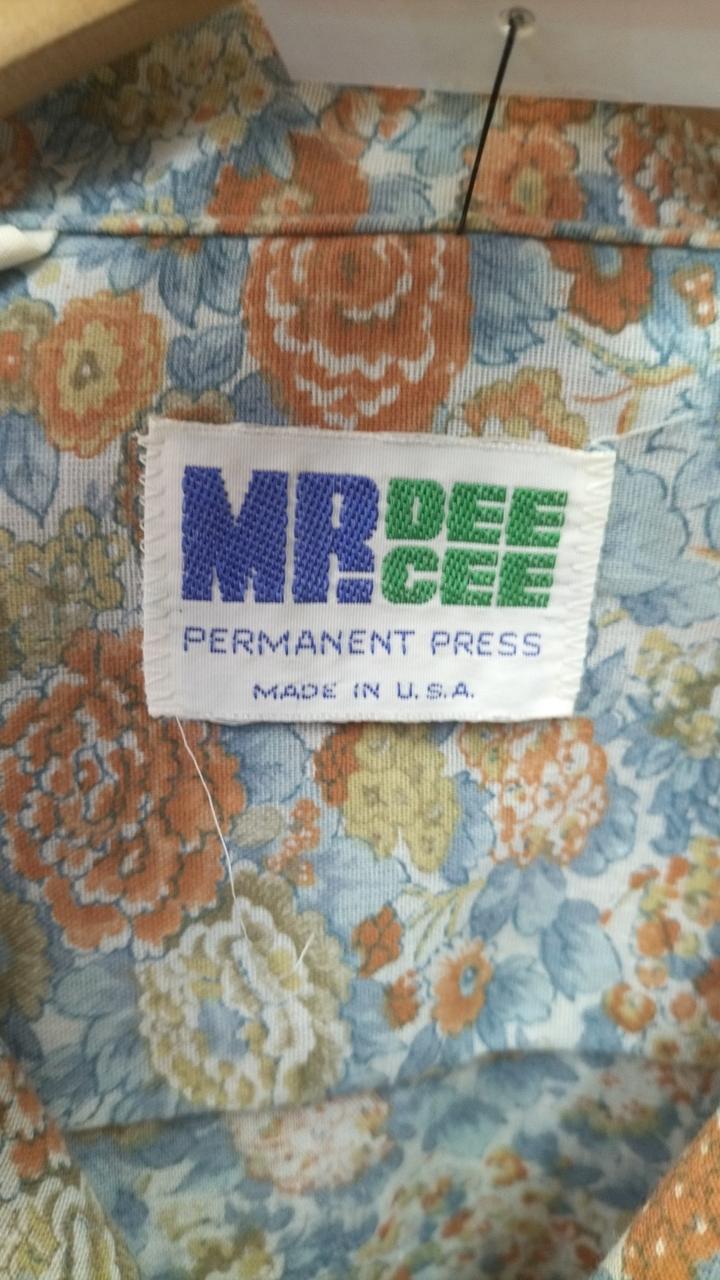 MR. DEE
CEE
PERMANENT PRESS
MADE IN U.S.A.